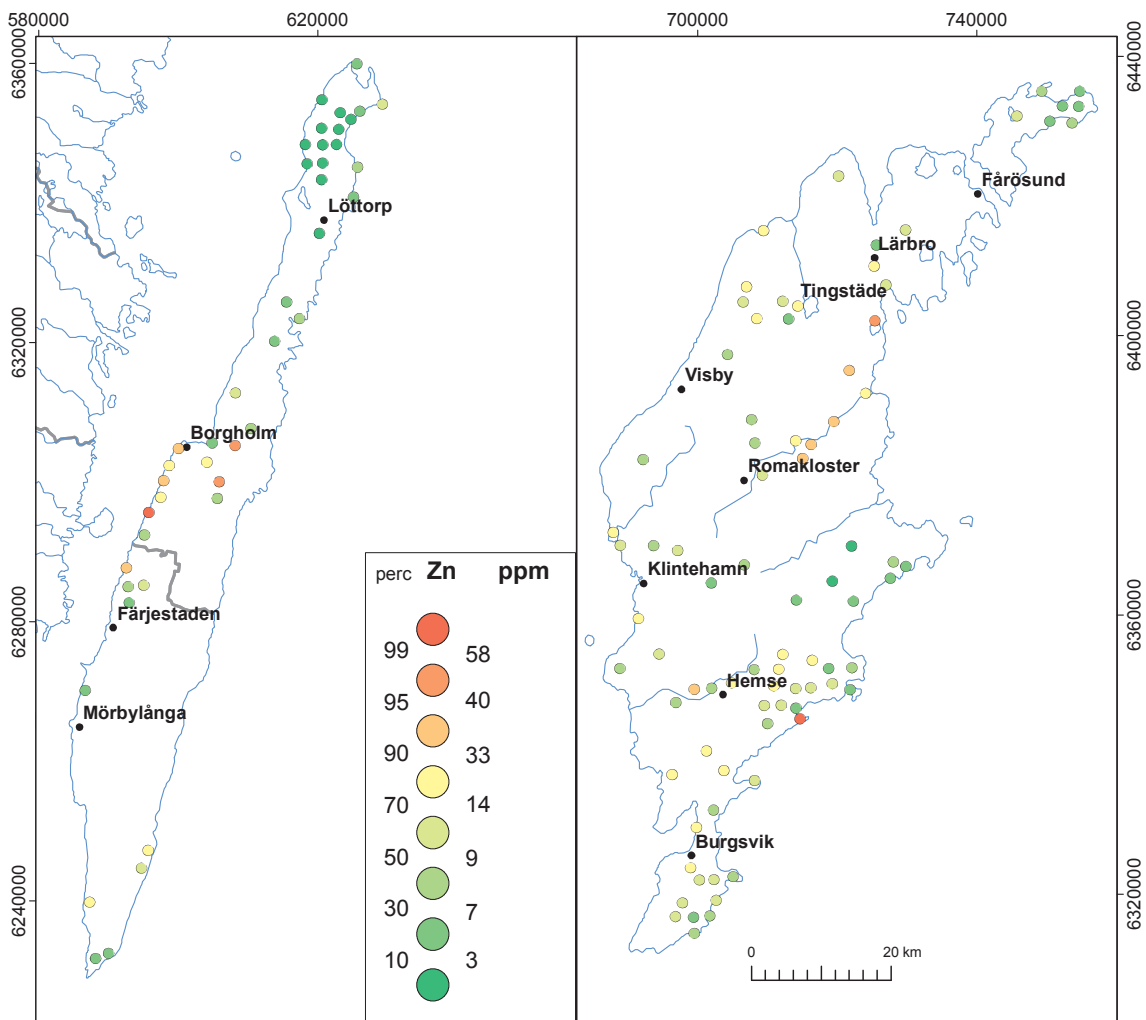 580000
620000
700000
740000
6360000
6320000
6280000
6240000
6440000
6400000
6360000
6320000
Löttorp
Borgholm
Färjestaden
Mörbylånga
Fårösund
Lärbro
Tingstäde
Visby
Romakloster
Klintehamn
Hemse
Burgsvik
perc Zn ppm
99 58
95 40
90 33
70 14
50 9
30 7
10 3
0 20 km